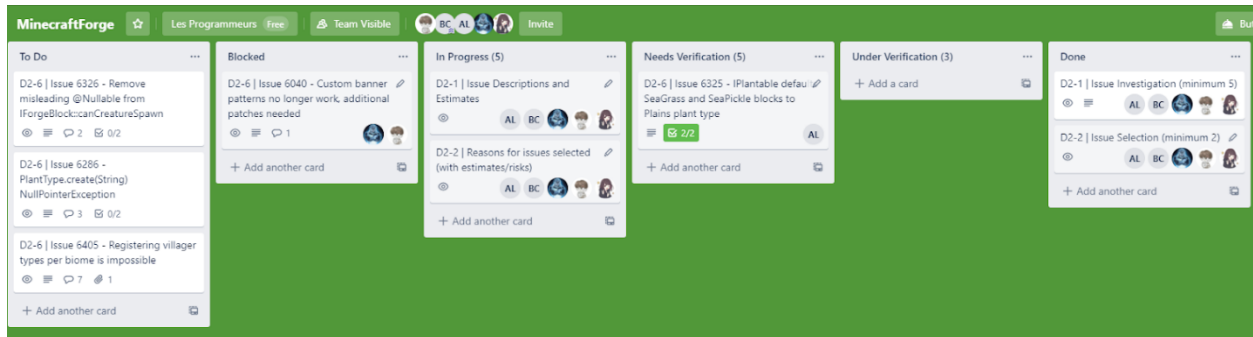 MinecraftForge
Les Programmeurs Free
Team Visible
BC AL
Invite
But
To Do
D2-6 | Issue 6326 - Remove
misleading @Nullable from
IForgeBlock::canCreatureSpawn
2 0/2
D2-6 | Issue 6286 -
PlantType.create(String)
NullPointerException
3 0/2
D2-6 | Issue 6405 - Registering villager
types per biome is impossible
7 1
+ Add another card
Blocked
D2-6 | Issue 6040 - Custom banner
patterns no longer work, additional
patches needed
1
+ Add another card
In Progress (5)
D2-1 | Issue Descriptions and
Estimates
AL BC
D2-2 | Reasons for issues selected
(with estimates/risks)
AL BC
+ Add another card
Needs Verification (5)
D2-6 | Issue 6325 - IPlantable defau
SeaGrass and SeaPickle blocks to
Plains plant type
2/2
AL
+ Add another card
Under Verification (3)
+ Add a card
Done
D2-1 | Issue Investigation (minimum 5)
AL BC
D2-2 | Issue Selection (minimum 2)
AL BC
+ Add another card